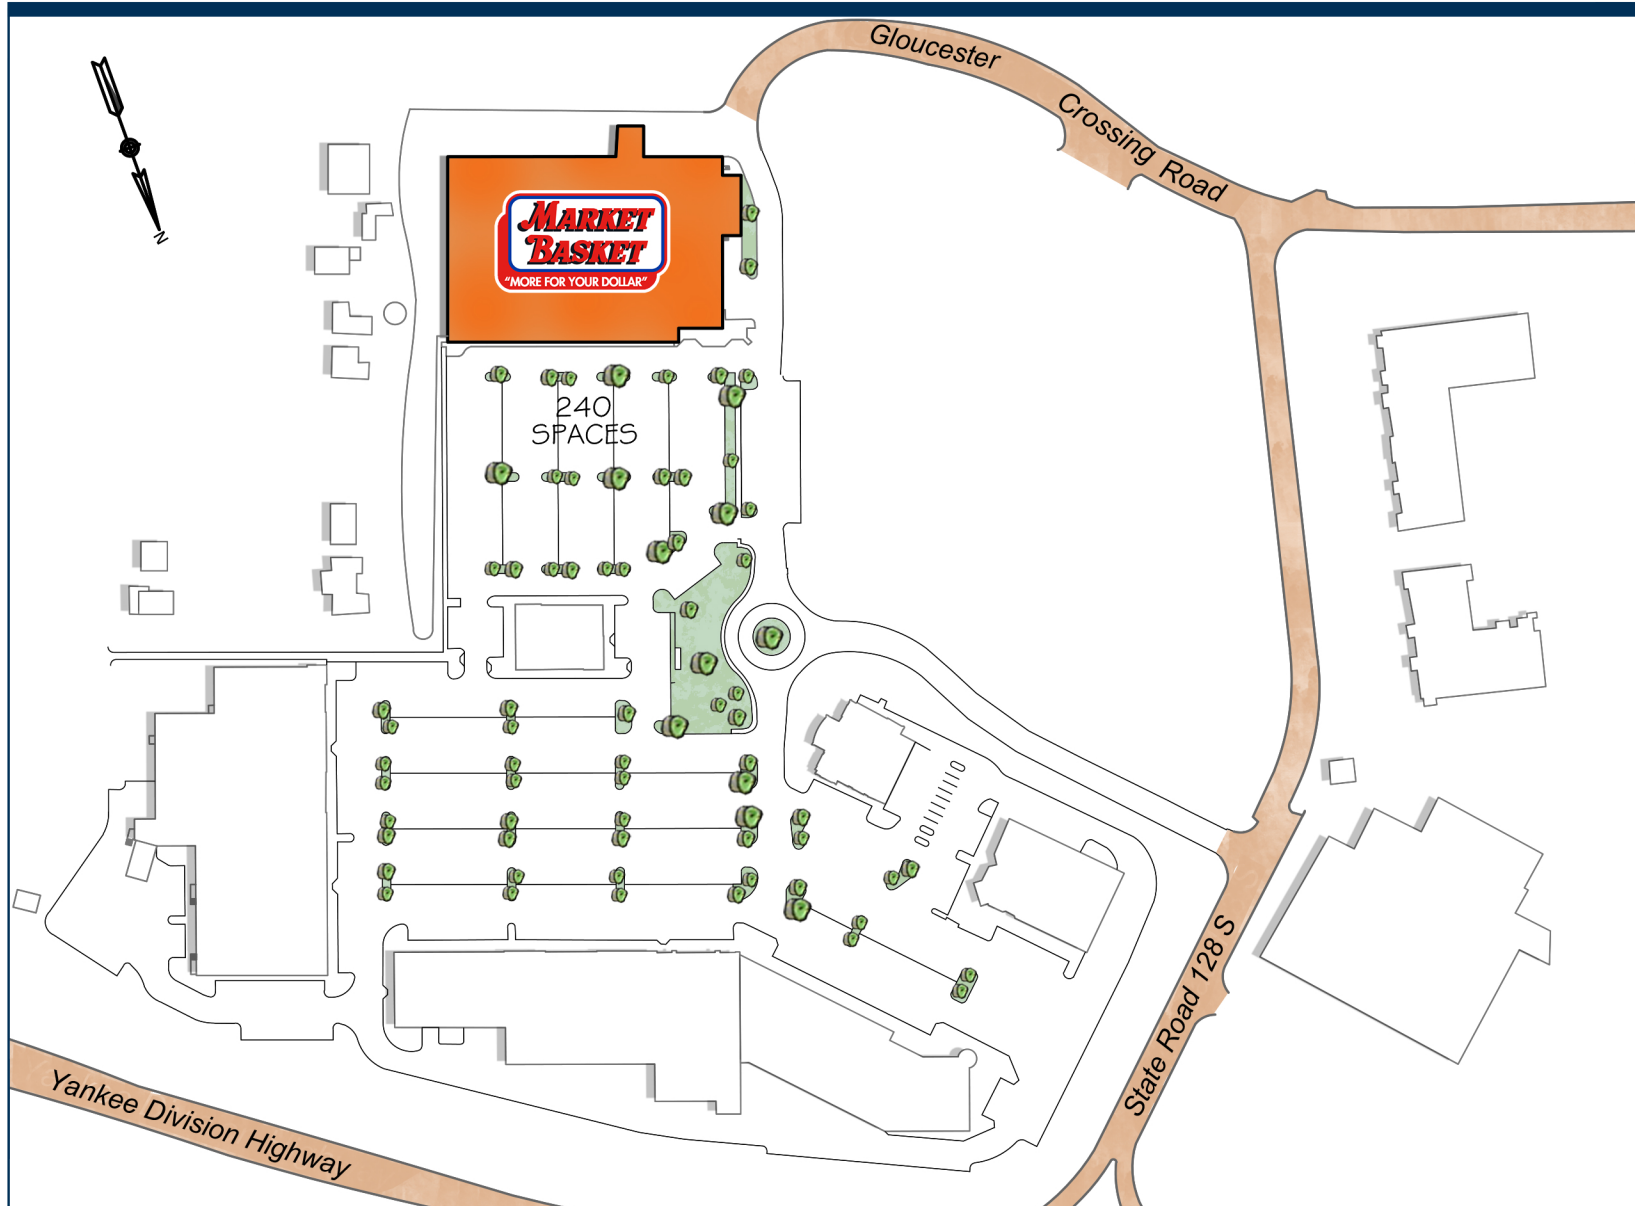 Gloucester
Crossing Road
MARKET
BASKET
"MORE FOR YOUR DOLLAR"
N
240
SPACES
State Road 128 S
Yankee Division Highway